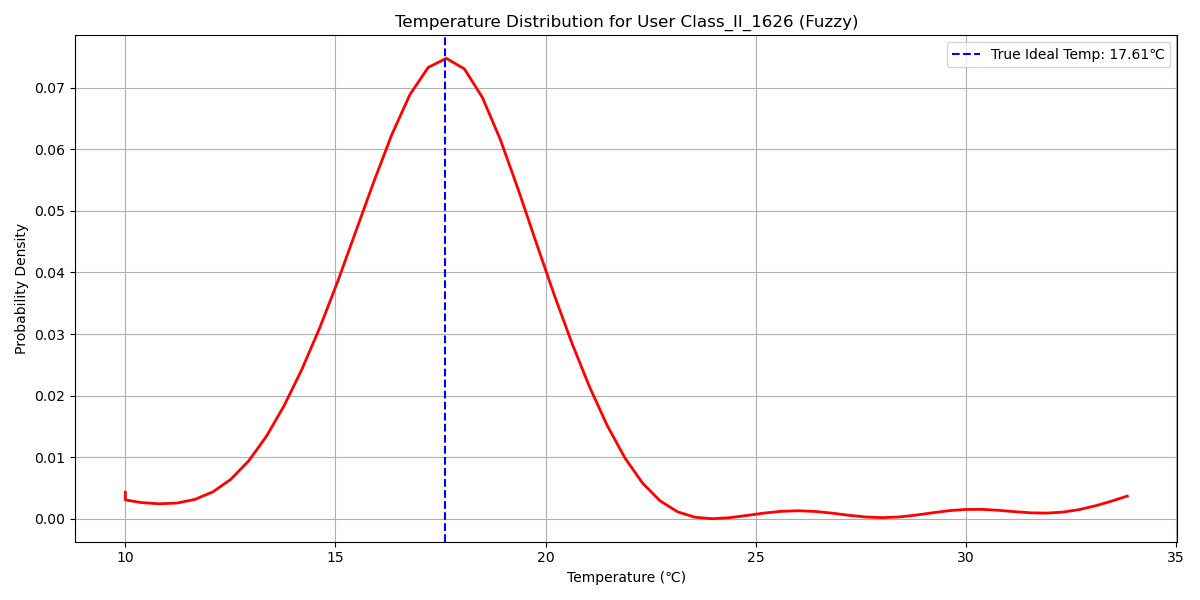 Temperature Distribution for User Class_II_1626 (Fuzzy)
True Ideal Temp: 17.61℃
Probability Density
0.07
0.06
0.05
0.04
0.03
0.02
0.01
0.00
10 15 20 25 30 35
Temperature (℃)